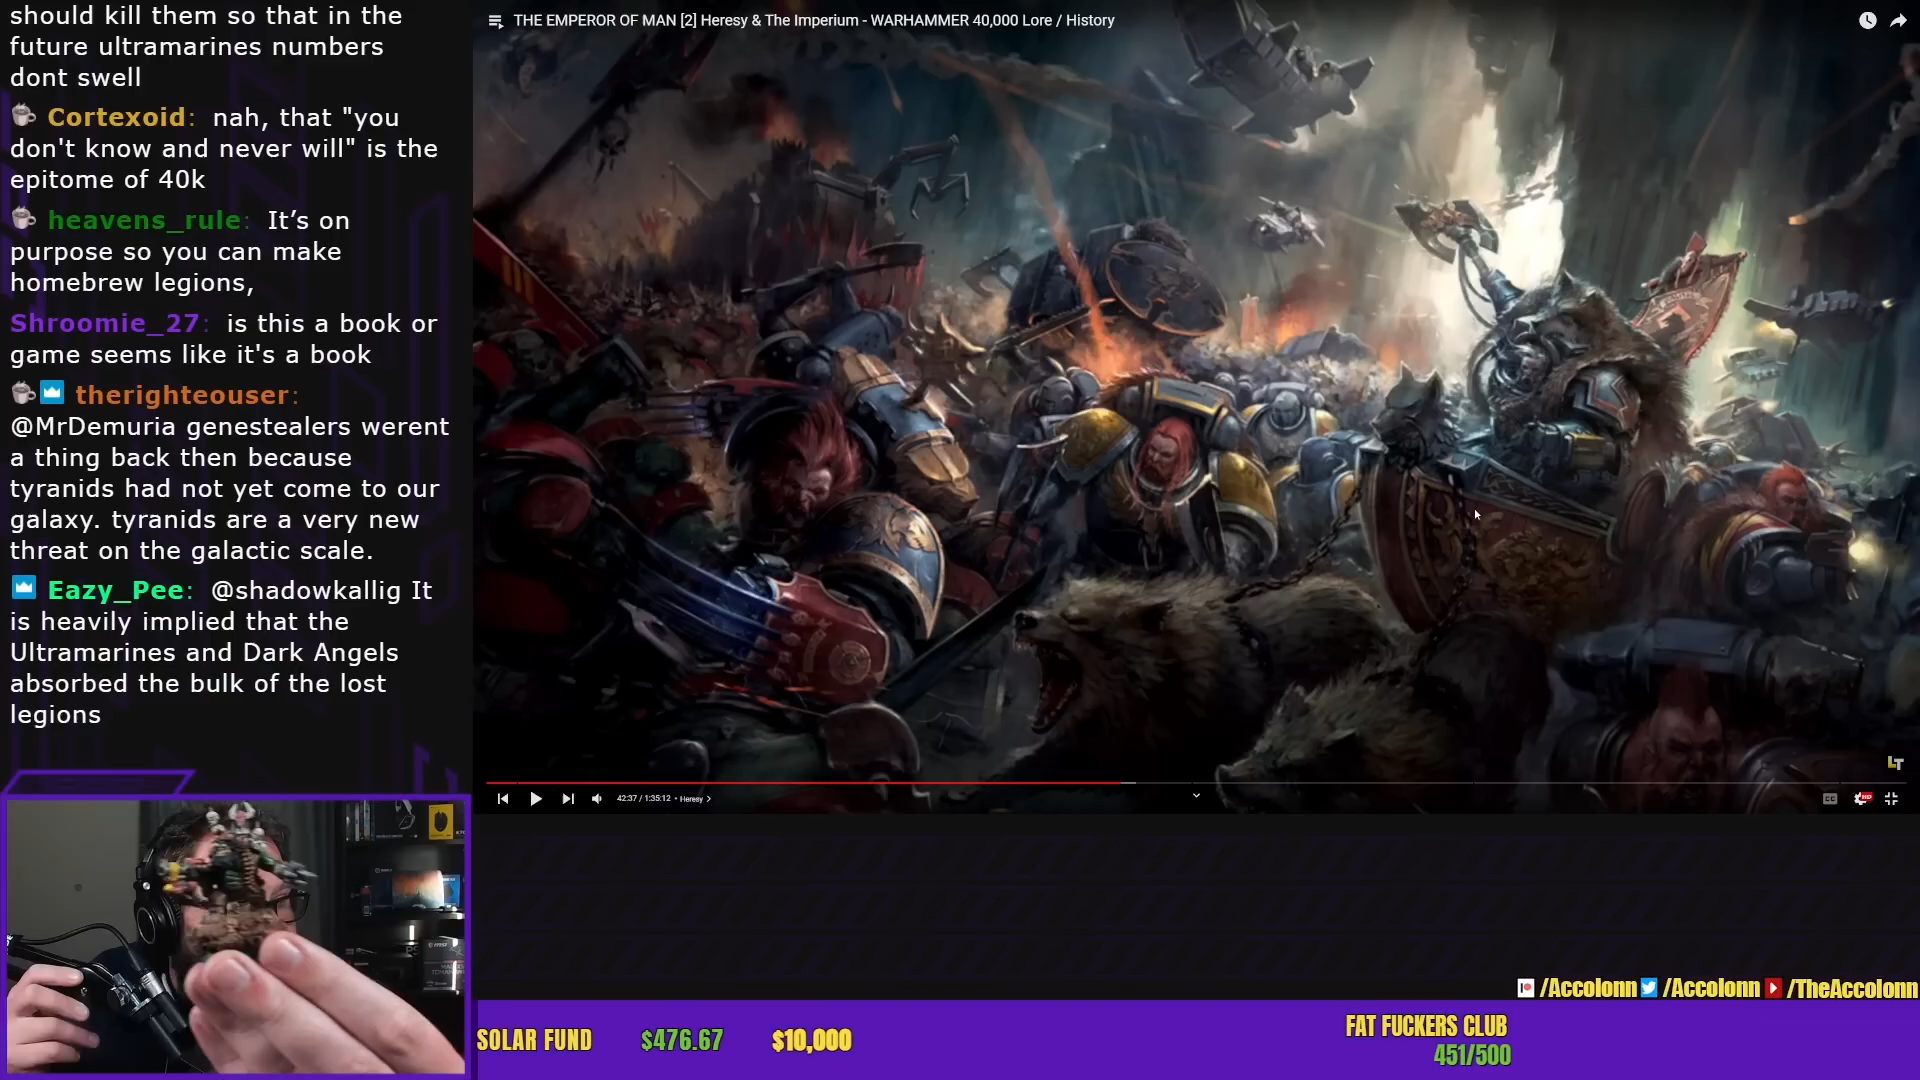 should kill them so that in the
future ultramarines numbers
dont swell
Cortexoid: nah, that "you
don't know and never will" is the
epitome of 40k
heavens_rule: It’s on
purpose so you can make
homebrew legions,
Shroomie_27: is this a book or
game seems like it's a book
therighteouser:
@MrDemuria genestealers werent
a thing back then because
tyranids had not yet come to our
galaxy. tyranids are a very new
threat on the galactic scale.
Eazy_Pee: @shadowkallig It
is heavily implied that the
Ultramarines and Dark Angels
absorbed the bulk of the lost
legions
THE EMPEROR OF MAN [2] Heresy & The Imperium - WARHAMMER 40,000 Lore / History
LT
42:37 / 1:35:12 • Heresy >
CC
HD
/Accolonn /Accolonn /TheAccolonn
SOLAR FUND $476.67 $10,000
FAT FUCKERS CLUB
451/500